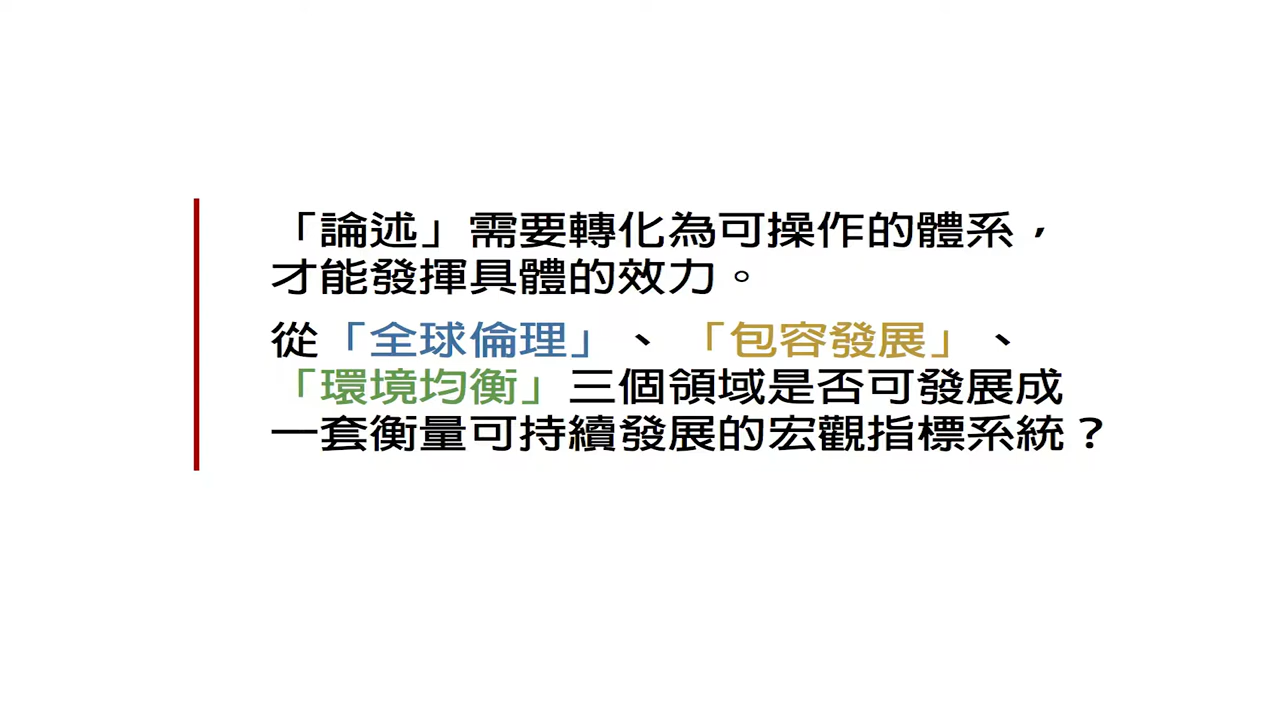 「論述」需要轉化為可操作的體系，
才能發揮具體的效力。
從「全球倫理」、「包容發展」、
「環境均衡」三個領域是否可發展成
一套衡量可持續發展的宏觀指標系統？